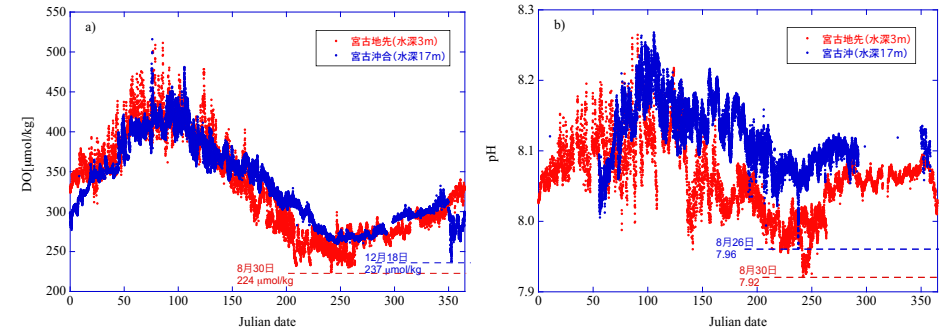 a)
宮古地先(水深3m)
宮古沖合(水深17m)
DO[μmol/kg]
550
500
450
400
350
300
250
200
0
50
100
150
200
250
300
350
Julian date
12月18日
237 μmol/kg
8月30日
224 μmol/kg
b)
宮古地先(水深3m)
宮古沖(水深17m)
pH
8.3
8.2
8.1
8.0
7.9
0
50
100
150
200
250
300
350
Julian date
8月26日
7.96
8月30日
7.92